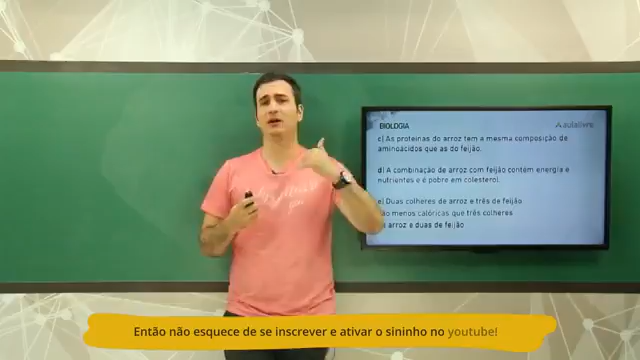 BIOLOGIA
Aulalivre
c) As proteínas do arroz tem a mesma composição de
aminoácidos que as do feijão.
d) A combinação de arroz com feijão contém energia e
nutrientes e é pobre em colesterol.
e) Duas colheres de arroz e três de feijão
são menos calóricas que três colheres
arroz e duas de feijão
Então não esquece de se inscrever e ativar o sininho no youtube!